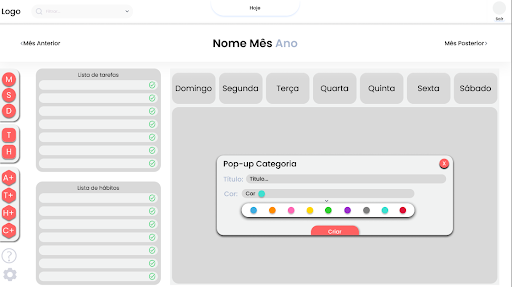 Logo
Hoje
Sair
‹Mês Anterior
Nome Mês Ano
Mês Posterior›
M
S
D
T
H
A+
T+
H+
C+
?
Lista de tarefas
Lista de hábitos
Domingo Segunda Terça Quarta Quinta Sexta Sábado
Pop-up Categoria
X
Título: Título...
Cor: Cor
Criar